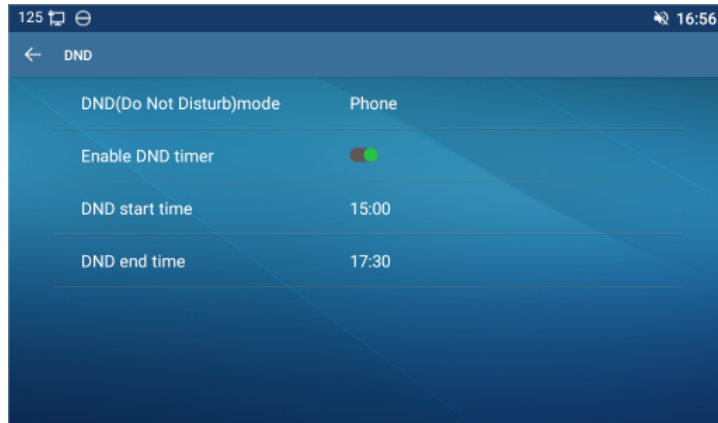 125 16:56
DND
DND(Do Not Disturb)mode Phone
Enable DND timer
DND start time 15:00
DND end time 17:30